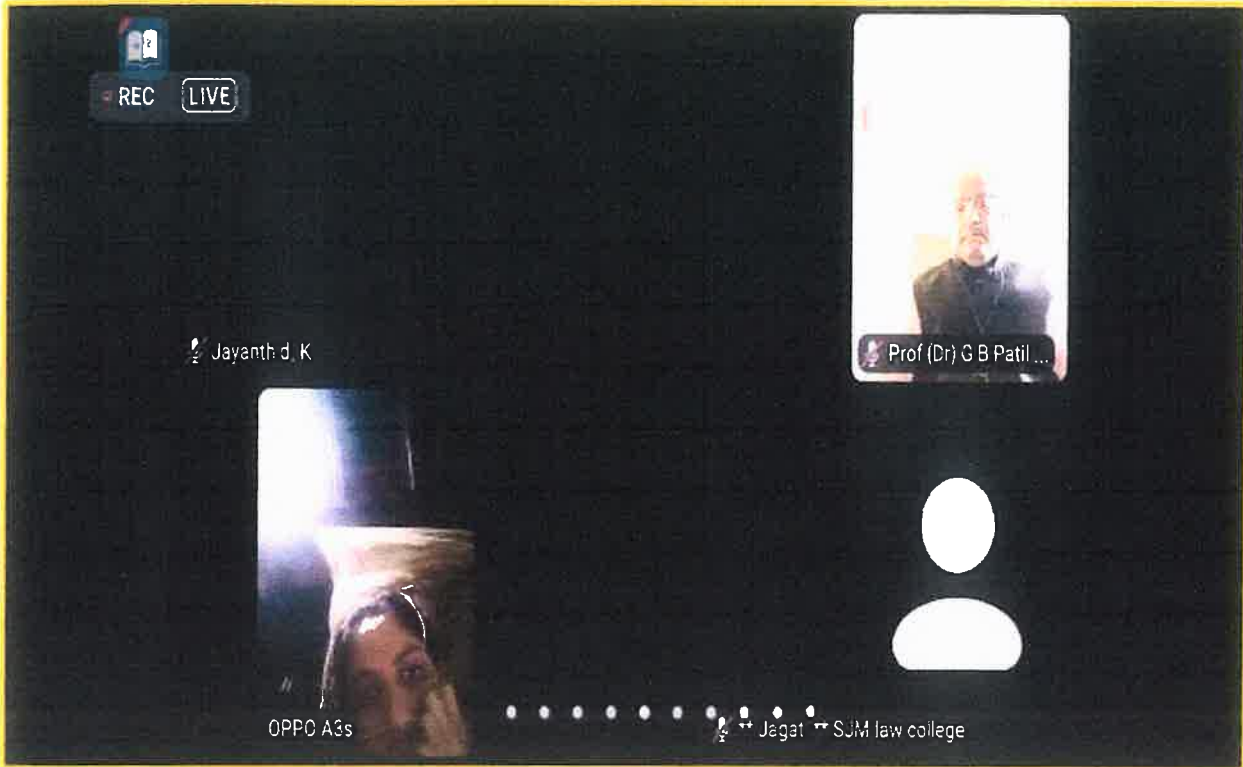 REC
LIVE
Jayanth d, K
Prof (Dr) G B Patil ...
OPPO A3s
** Jagat ** SJM law college